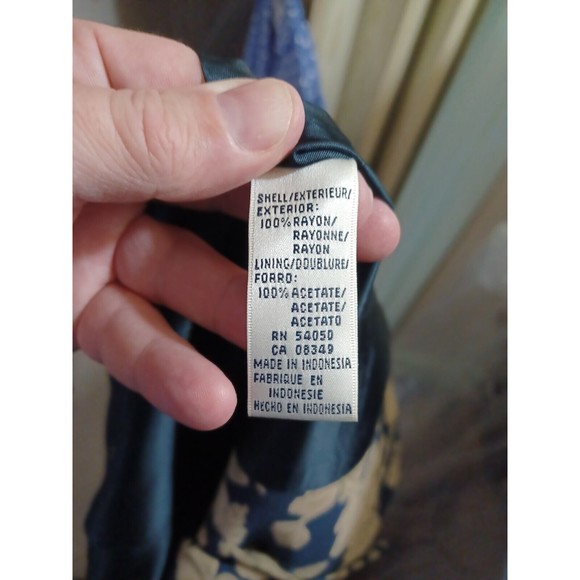 SHELL/EXTERIEUR/
EXTERIOR:
100% RAYON/
RAYONNE/
RAYON
LINING/DOUBLURE/
FORRO:
100% ACETATE/
ACETATE/
ACETATO
RN 54050
CA 08349
MADE IN INDONESIA
FABRIQUE EN
INDONESIE
HECHO EN INDONESIA